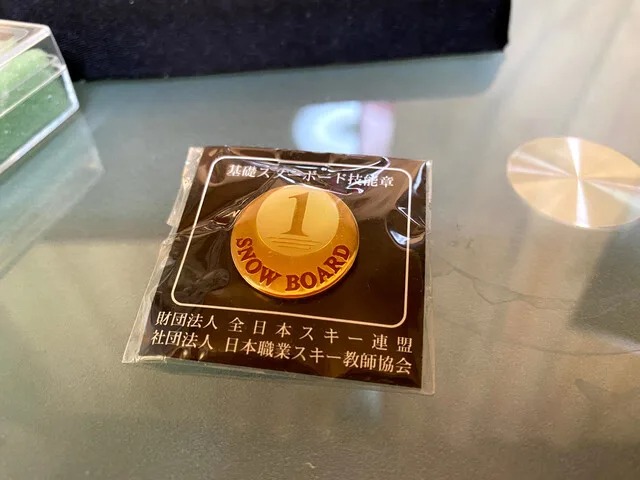 基礎スノーボード技能章
1
SNOW BOARD
財団法人 全日本スキー連盟
社団法人 日本職業スキー教師協会